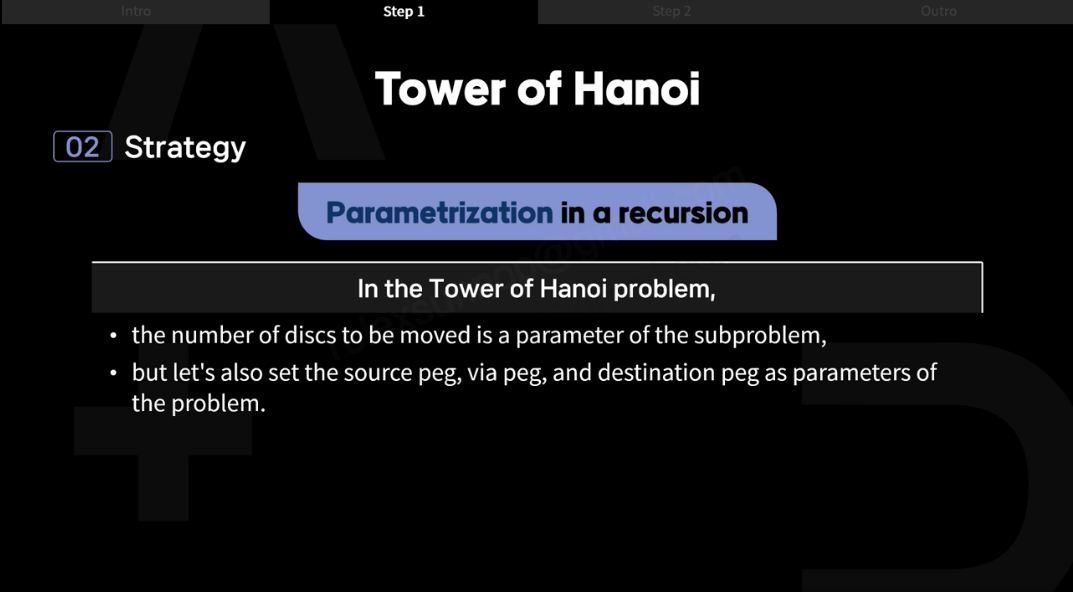 Intro
Step 1
Step 2
Outro
Tower of Hanoi
02 Strategy
Parametrization in a recursion
In the Tower of Hanoi problem,
• the number of discs to be moved is a parameter of the subproblem,
• but let's also set the source peg, via peg, and destination peg as parameters of
the problem.